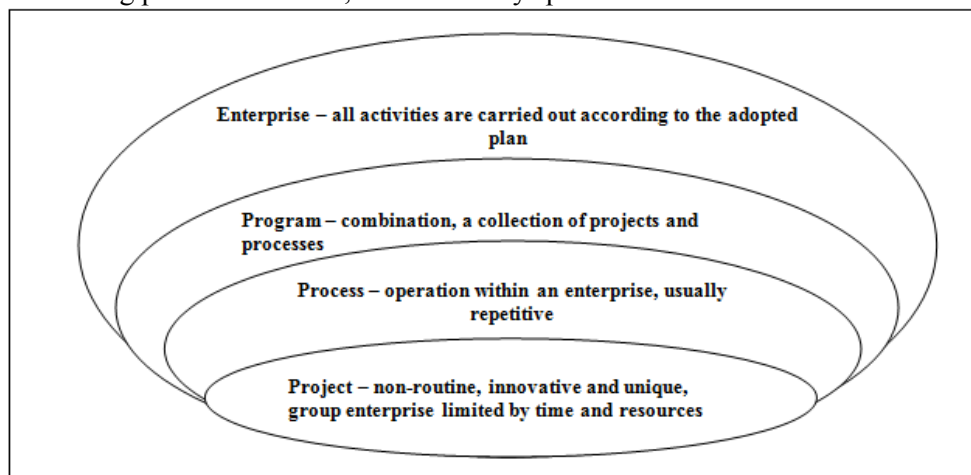 Enterprise – all activities are carried out according to the adopted
plan
Program – combination, a collection of projects and
processes
Process – operation within an enterprise, usually
repetitive
Project – non-routine, innovative and unique,
group enterprise limited by time and resources